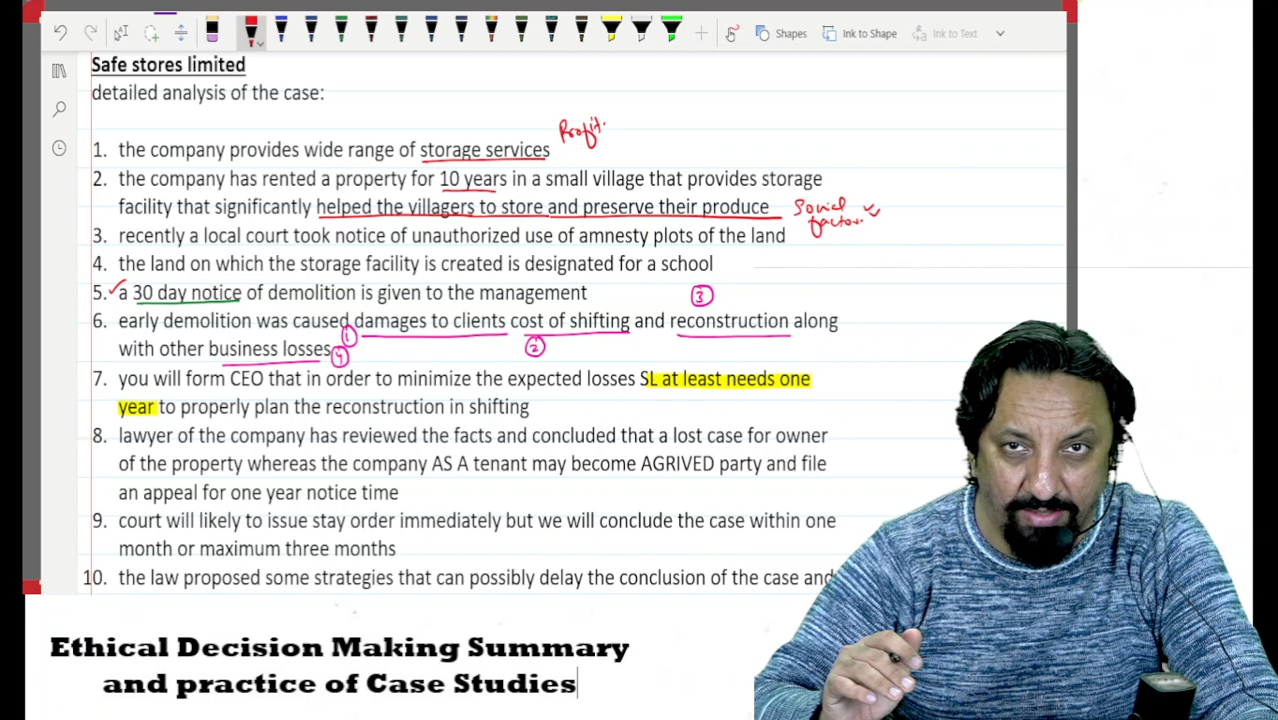 Shapes
Ink to Shape
Ink to Text
Safe stores limited
detailed analysis of the case:
Profit.
1. the company provides wide range of storage services
2. the company has rented a property for 10 years in a small village that provides storage
facility that significantly helped the villagers to store and preserve their produce
Social
factor.
3. recently a local court took notice of unauthorized use of amnesty plots of the land
4. the land on which the storage facility is created is designated for a school
5. a 30 day notice of demolition is given to the management
3
6. early demolition was caused damages to clients cost of shifting and reconstruction along
1
with other business losses
4
2
7. you will form CEO that in order to minimize the expected losses SL at least needs one
year to properly plan the reconstruction in shifting
8. lawyer of the company has reviewed the facts and concluded that a lost case for owner
of the property whereas the company AS A tenant may become AGRIVED party and file
an appeal for one year notice time
9. court will likely to issue stay order immediately but we will conclude the case within one
month or maximum three months
10. the law proposed some strategies that can possibly delay the conclusion of the case and
Ethical Decision Making Summary
and practice of Case Studies